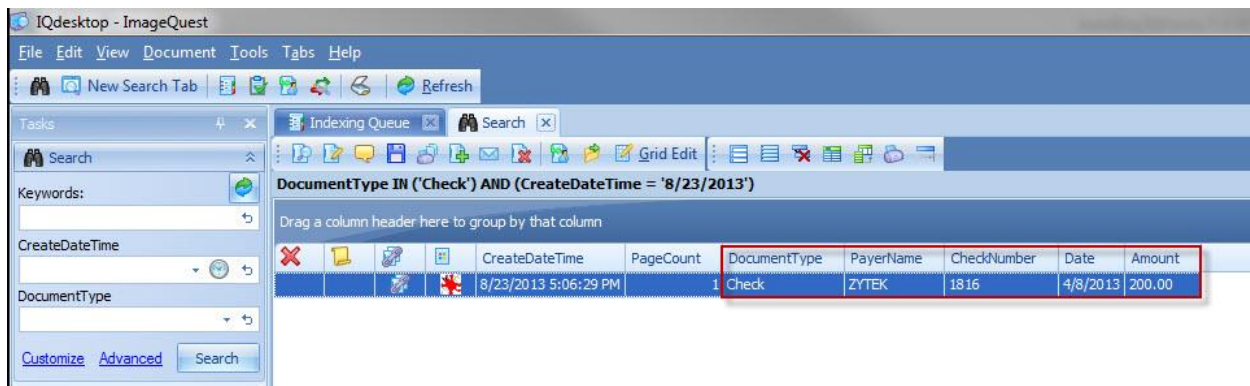 IQdesktop - ImageQuest
File Edit View Document Tools Tabs Help
New Search Tab Refresh
Tasks
Indexing Queue Search
Search
Grid Edit
Keywords:
DocumentType IN ('Check') AND (CreateDateTime = '8/23/2013')
Drag a column header here to group by that column
CreateDateTime
CreateDateTime PageCount DocumentType PayerName CheckNumber Date Amount
8/23/2013 5:06:29 PM 1 Check ZYTEK 1816 4/8/2013 200.00
DocumentType
Customize Advanced Search